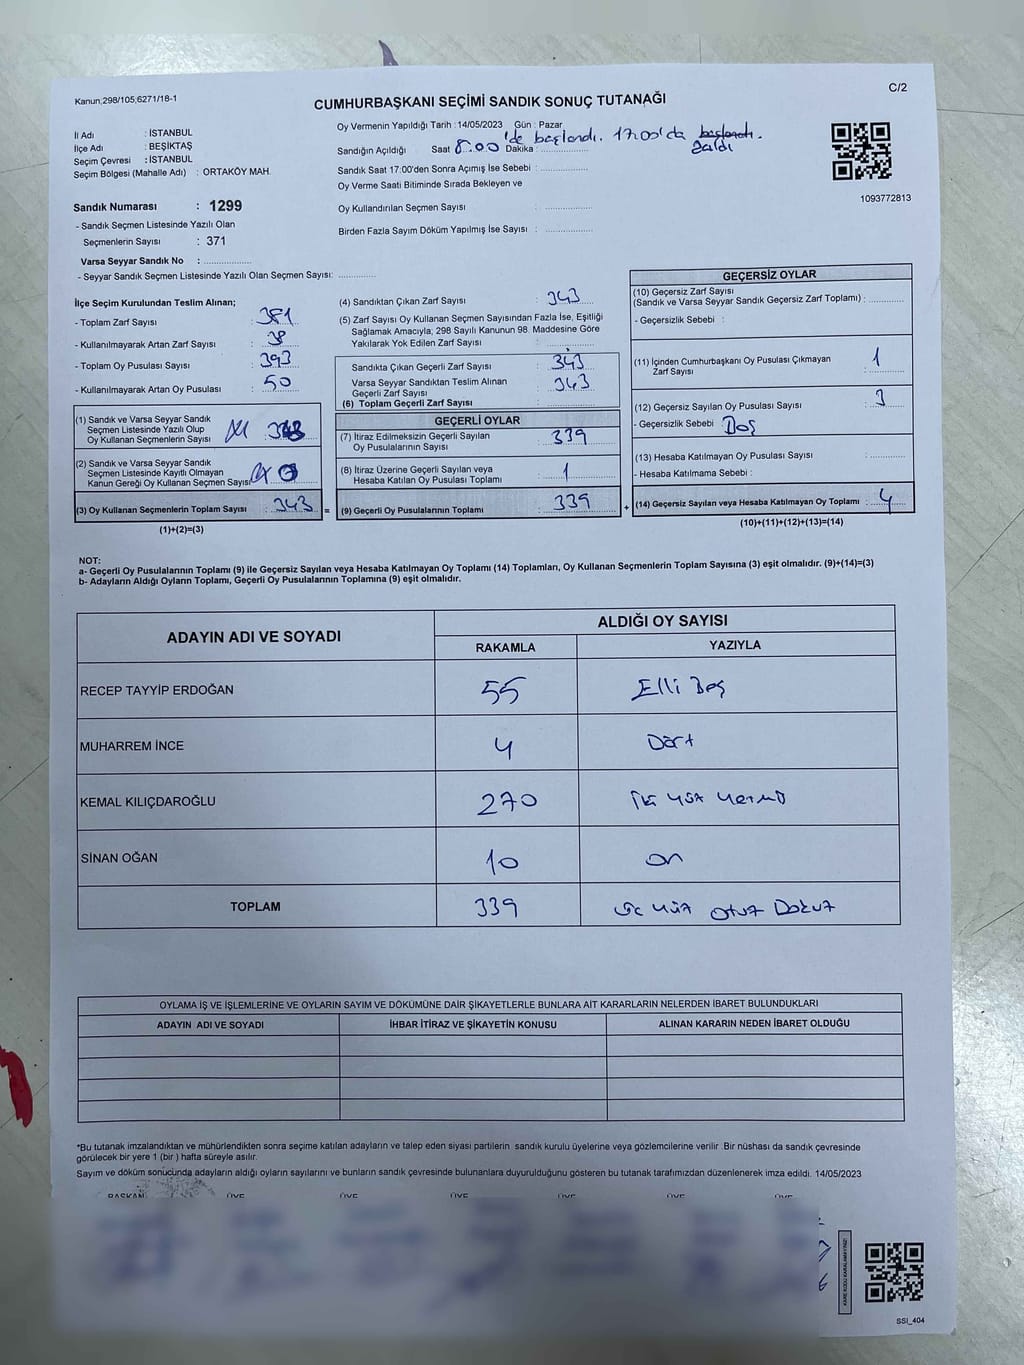 Kanun;298/105;6271/18-1
C/2
CUMHURBAŞKANI SEÇİMİ SANDIK SONUÇ TUTANAĞI
İl Adı : İSTANBUL
İlçe Adı : BEŞİKTAŞ
Seçim Çevresi : İSTANBUL
Seçim Bölgesi (Mahalle Adı) : ORTAKÖY MAH.
Sandık Numarası : 1299
- Sandık Seçmen Listesinde Yazılı Olan
Seçmenlerin Sayısı : 371
Varsa Seyyar Sandık No :
- Seyyar Sandık Seçmen Listesinde Yazılı Olan Seçmen Sayısı:
Oy Vermenin Yapıldığı Tarih : 14/05/2023 Gün : Pazar
Sandığın Açıldığı Saat 8.00 'de başlandı. 17.00'da başlandı.
Dakika :
Sandık Saat 17:00'den Sonra Açımış İse Sebebi :
Oy Verme Saati Bitiminde Sırada Bekleyen ve
Oy Kullandırılan Seçmen Sayısı :
Birden Fazla Sayım Döküm Yapılmış İse Sayısı :
1093772813
İlçe Seçim Kurulundan Teslim Alınan;
- Toplam Zarf Sayısı : 381
- Kullanılmayarak Artan Zarf Sayısı : 38
- Toplam Oy Pusulası Sayısı : 393
- Kullanılmayarak Artan Oy Pusulası : 50
(1) Sandık ve Varsa Seyyar Sandık
Seçmen Listesinde Yazılı Olup
Oy Kullanan Seçmenlerin Sayısı : 343
(2) Sandık ve Varsa Seyyar Sandık
Seçmen Listesinde Kayıtlı Olmayan
Kanun Gereği Oy Kullanan Seçmen Sayısı 0
(3) Oy Kullanan Seçmenlerin Toplam Sayısı : 343 =
(1)+(2)=(3)
(4) Sandıktan Çıkan Zarf Sayısı : 343
(5) Zarf Sayısı Oy Kullanan Seçmen Sayısından Fazla İse, Eşitliği
Sağlamak Amacıyla; 298 Sayılı Kanunun 98. Maddesine Göre
Yakılarak Yok Edilen Zarf Sayısı :
Sandıkta Çıkan Geçerli Zarf Sayısı : 343
Varsa Seyyar Sandıktan Teslim Alınan
Geçerli Zarf Sayısı : 343
(6) Toplam Geçerli Zarf Sayısı :
GEÇERLİ OYLAR
(7) İtiraz Edilmeksizin Geçerli Sayılan
Oy Pusulalarının Sayısı : 339
(8) İtiraz Üzerine Geçerli Sayılan veya
Hesaba Katılan Oy Pusulası Toplamı :
(9) Geçerli Oy Pusulalarının Toplamı : 339 +
GEÇERSİZ OYLAR
(10) Geçersiz Zarf Sayısı
(Sandık ve Varsa Seyyar Sandık Geçersiz Zarf Toplamı) :
- Geçersizlik Sebebi :
(11) İçinden Cumhurbaşkanı Oy Pusulası Çıkmayan
Zarf Sayısı : 1
(12) Geçersiz Sayılan Oy Pusulası Sayısı : 3
- Geçersizlik Sebebi : Boş
(13) Hesaba Katılmayan Oy Pusulası Sayısı :
- Hesaba Katılmama Sebebi :
(14) Geçersiz Sayılan veya Hesaba Katılmayan Oy Toplamı : 4
(10)+(11)+(12)+(13)=(14)
NOT:
a- Geçerli Oy Pusulalarının Toplamı (9) ile Geçersiz Sayılan veya Hesaba Katılmayan Oy Toplamı (14) Toplamları, Oy Kullanan Seçmenlerin Toplam Sayısına (3) eşit olmalıdır. (9)+(14)=(3)
b- Adayların Aldığı Oyların Toplamı, Geçerli Oy Pusulalarının Toplamına (9) eşit olmalıdır.
ADAYIN ADI VE SOYADI
ALDIĞI OY SAYISI
RAKAMLA YAZIYLA
RECEP TAYYİP ERDOĞAN 55 Elli Beş
MUHARREM İNCE 4 Dört
KEMAL KILIÇDAROĞLU 270 İki yüz
SİNAN OĞAN 10 on
TOPLAM 339 üç yüz otuz Dokuz
OYLAMA İŞ VE İŞLEMLERİNE VE OYLARIN SAYIM VE DÖKÜMÜNE DAİR ŞİKAYETLERLE BUNLARA AİT KARARLARIN NELERDEN İBARET BULUNDUKLARI
ADAYIN ADI VE SOYADI İHBAR İTİRAZ VE ŞİKAYETİN KONUSU ALINAN KARARIN NEDEN İBARET OLDUĞU
*Bu tutanak imzalandıktan ve mühürlendikten sonra seçime katılan adayların ve talep eden siyasi partilerin sandık kurulu üyelerine veya gözlemcilerine verilir .Bir nüshası da sandık çevresinde
görülecek bir yere 1 (bir ) hafta süreyle asılır.
Sayım ve döküm sonucunda adayların aldığı oyların sayılarını ve bunların sandık çevresinde bulunanlara duyurulduğunu gösteren bu tutanak tarafımızdan düzenlenerek imza edildi. 14/05/2023
BAŞKAN ÜYE ÜYE ÜYE ÜYE ÜYE ÜYE
SSI_404